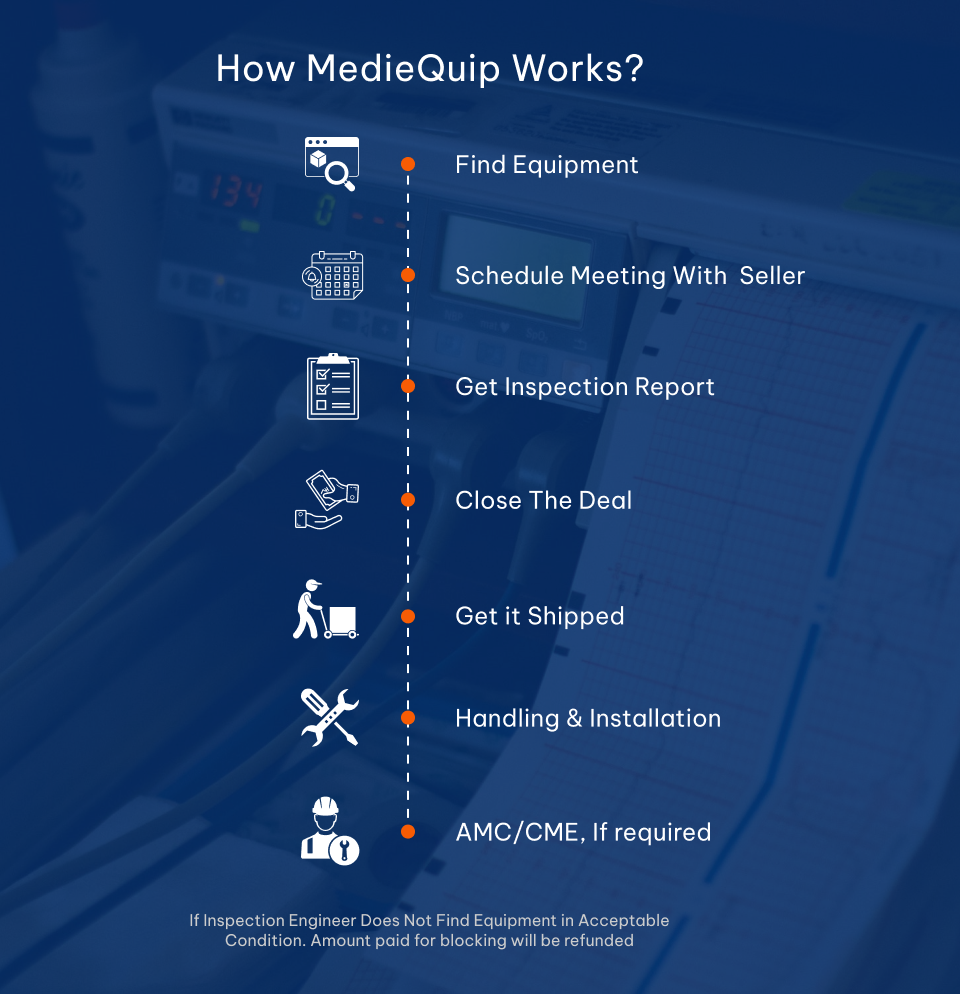 How MedieQuip Works?
Find Equipment
Schedule Meeting With  Seller
Get Inspection Report
Close The Deal
Get it Shipped
Handling & Installation
AMC/CME, If required
If Inspection Engineer Does Not Find Equipment in Acceptable
Condition. Amount paid for blocking will be refunded
134
0
---